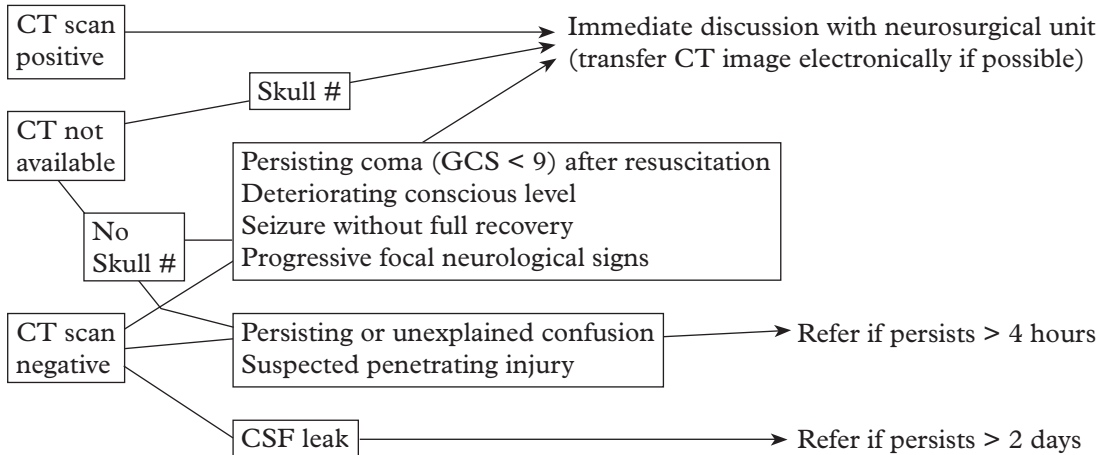 CT scan
positive
Immediate discussion with neurosurgical unit
(transfer CT image electronically if possible)
Skull #
CT not
available
Persisting coma (GCS < 9) after resuscitation
Deteriorating conscious level
Seizure without full recovery
Progressive focal neurological signs
No
Skull #
CT scan
negative
Persisting or unexplained confusion
Suspected penetrating injury
Refer if persists > 4 hours
CSF leak
Refer if persists > 2 days